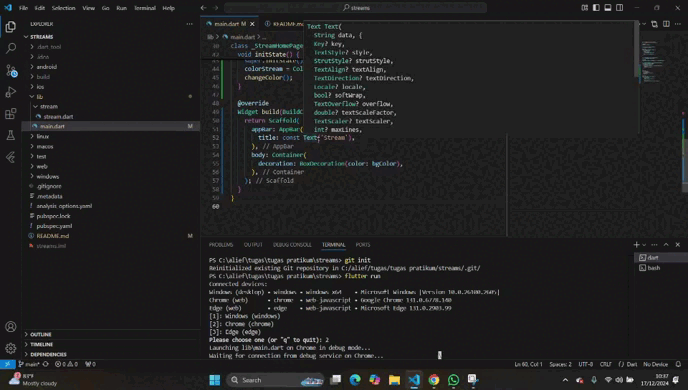 File Edit Selection View Go Run Terminal Help
streams
EXPLORER
STREAMS
.dart_tool
.idea
android
build
ios
lib
stream
stream.dart
main.dart
linux
macos
test
web
windows
.gitignore
.metadata
analysis_options.yaml
pubspec.lock
pubspec.yaml
README.md
streams.iml
OUTLINE
TIMELINE
DEPENDENCIES
main.dart M
README.m
lib > main.dart > ...
class _StreamHomePage
void initState() {
super.initState();
colorStream = Col
changeColor();
}
@override
Widget build(BuildC
return Scaffold(
appBar: AppBar(
title: const Text('Stream'),
), // AppBar
body: Container(
decoration: BoxDecoration(color: bgColor),
), // Container
); // Scaffold
}
}
60
Text Text(
String data, {
Key? key,
TextStyle? style,
StrutStyle? strutStyle,
TextAlign? textAlign,
TextDirection? textDirection,
Locale? locale,
bool? softWrap,
TextOverflow? overflow,
double? textScaleFactor,
TextScaler? textScaler,
int? maxLines,
PROBLEMS OUTPUT DEBUG CONSOLE TERMINAL PORTS
dart
bash
PS C:\alief\tugas\tugas pratikum\streams> git init
Reinitialized existing Git repository in C:/alief/tugas/tugas pratikum/streams/.git/
PS C:\alief\tugas\tugas pratikum\streams> flutter run
Connected devices:
Windows (desktop) • windows • windows-x64 • Microsoft Windows [Version 10.0.26100.2605]
Chrome (web) • chrome • web-javascript • Google Chrome 131.0.6778.140
Edge (web) • edge • web-javascript • Microsoft Edge 131.0.2903.99
[1]: Windows (windows)
[2]: Chrome (chrome)
[3]: Edge (edge)
Please choose one (or "q" to quit): 2
Launching lib\main.dart on Chrome in debug mode...
Waiting for connection from debug service on Chrome...
main*
Ln 60, Col 1 Spaces: 2 UTF-8 CRLF Dart No Device
Mostly cloudy
Search
10:37
17/12/2024